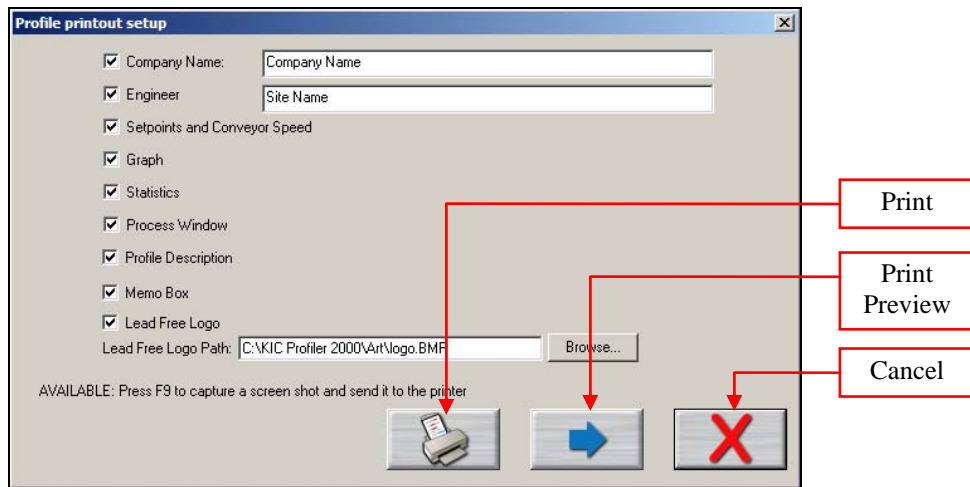 Profile printout setup
Company Name: Company Name
Engineer Site Name
Setpoints and Conveyor Speed
Graph
Statistics
Process Window
Profile Description
Memo Box
Lead Free Logo
Lead Free Logo Path: C:\KIC Profiler 2000\Art\logo.BMP Browse...
AVAILABLE: Press F9 to capture a screen shot and send it to the printer
Print
Print
Preview
Cancel